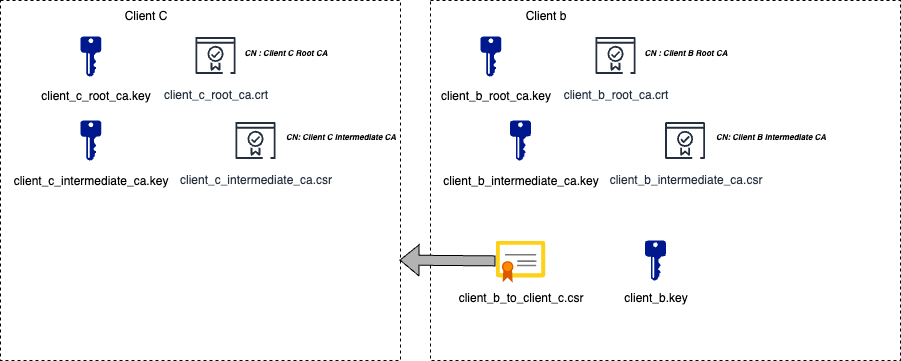 Client C
CN : Client C Root CA
client_c_root_ca.key
client_c_root_ca.crt
CN: Client C Intermediate CA
client_c_intermediate_ca.key
client_c_intermediate_ca.csr
Client b
CN : Client B Root CA
client_b_root_ca.key
client_b_root_ca.crt
CN: Client B Intermediate CA
client_b_intermediate_ca.key
client_b_intermediate_ca.csr
client_b_to_client_c.csr
client_b.key